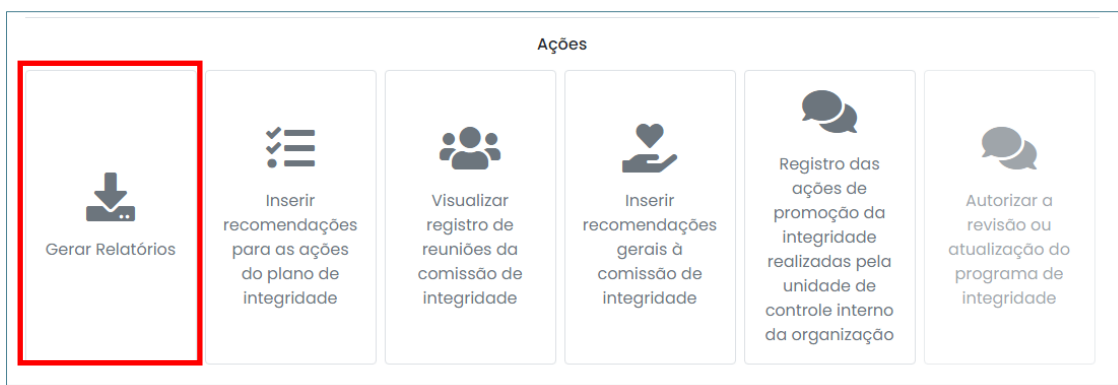 Ações
Gerar Relatórios
Inserir
recomendações
para as ações
do plano de
integridade
Visualizar
registro de
reuniões da
comissão de
integridade
Inserir
recomendações
gerais à
comissão de
integridade
Registro das
ações de
promoção da
integridade
realizadas pela
unidade de
controle interno
da organização
Autorizar a
revisão ou
atualização do
programa de
integridade